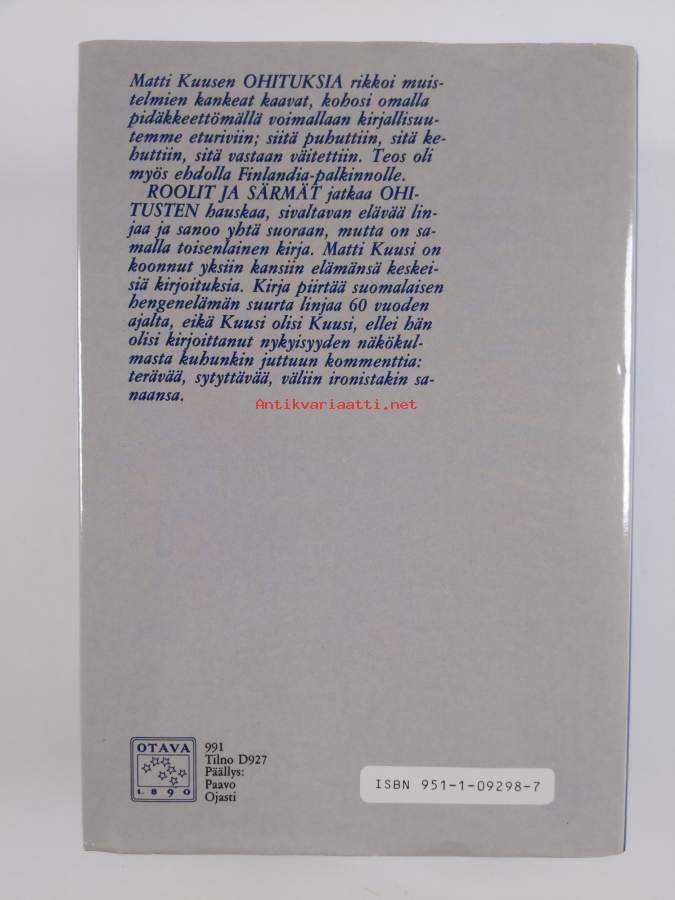 Matti Kuusen OHITUKSIA rikkoi muis-
telmien kankeat kaavat, kohosi omalla
pidäkkeettömällä voimallaan kirjallisuu-
temme eturiviin; siitä puhuttiin, sitä ke-
huttiin, sitä vastaan väitettiin. Teos oli
myös ehdolla Finlandia-palkinnolle.
ROOLIT JA SÄRMÄT jatkaa OHI-
TUSTEN hauskaa, sivaltavan elävää lin-
jaa ja sanoo yhtä suoraan, mutta on sa-
malla toisenlainen kirja. Matti Kuusi on
koonnut yksiin kansiin elämänsä keskei-
siä kirjoituksia. Kirja piirtää suomalaisen
hengenelämän suurta linjaa 60 vuoden
ajalta, eikä Kuusi olisi Kuusi, ellei hän
olisi kirjoittanut nykyisyyden näkökul-
masta kuhunkin juttuun kommenttia:
terävää, sytyttävää, väliin ironistakin sa-
naansa.
Antikvariaatti.net
OTAVA
1890
991
Tilno D927
Päällys:
Paavo
Ojasti
ISBN 951-1-09298-7